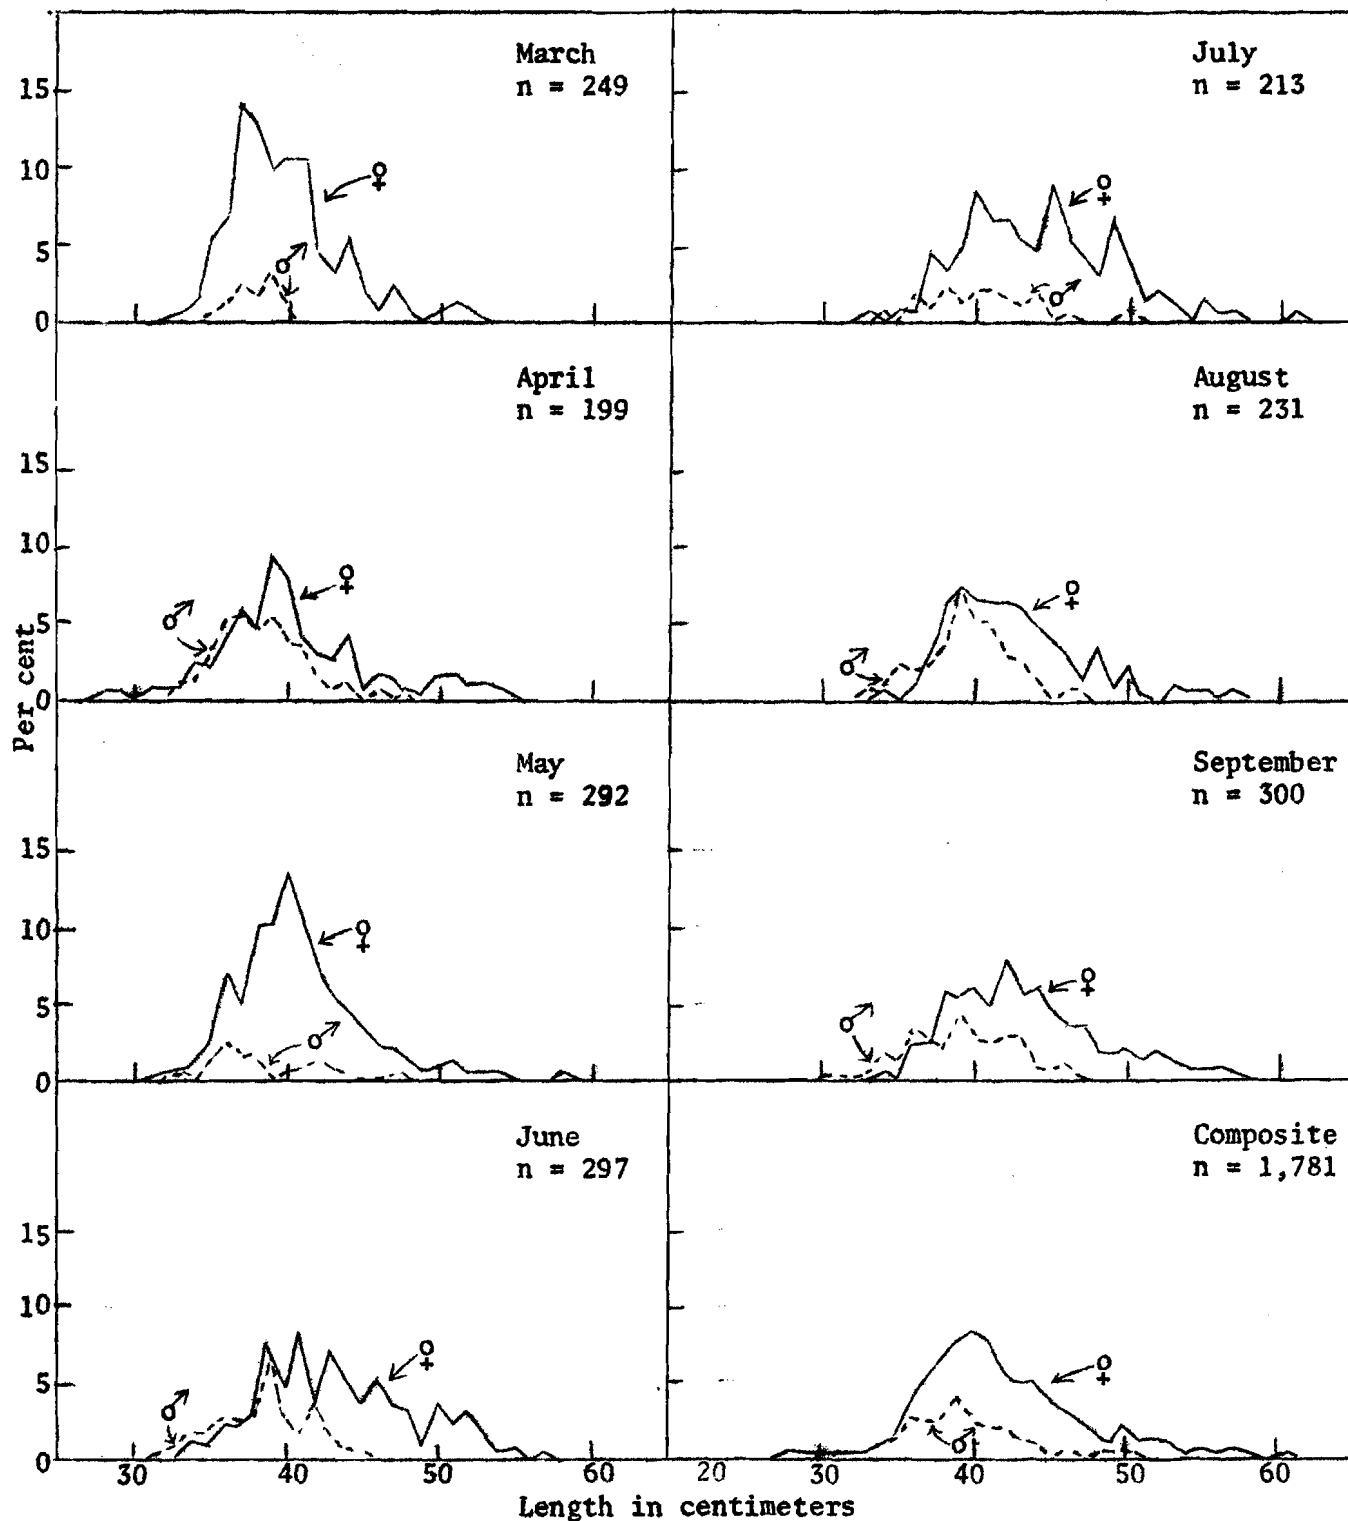 March
n = 249
15
10
5
0
♀
♂
July
n = 213
♀
♂
April
n = 199
15
10
5
0
♀
♂
August
n = 231
♀
♂
Per cent
May
n = 292
15
10
5
0
♀
♂
September
n = 300
♀
♂
June
n = 297
15
10
5
0
♀
♂
Composite
n = 1,781
♀
♂
30 40 50 60 20 30 40 50 60
Length in centimeters